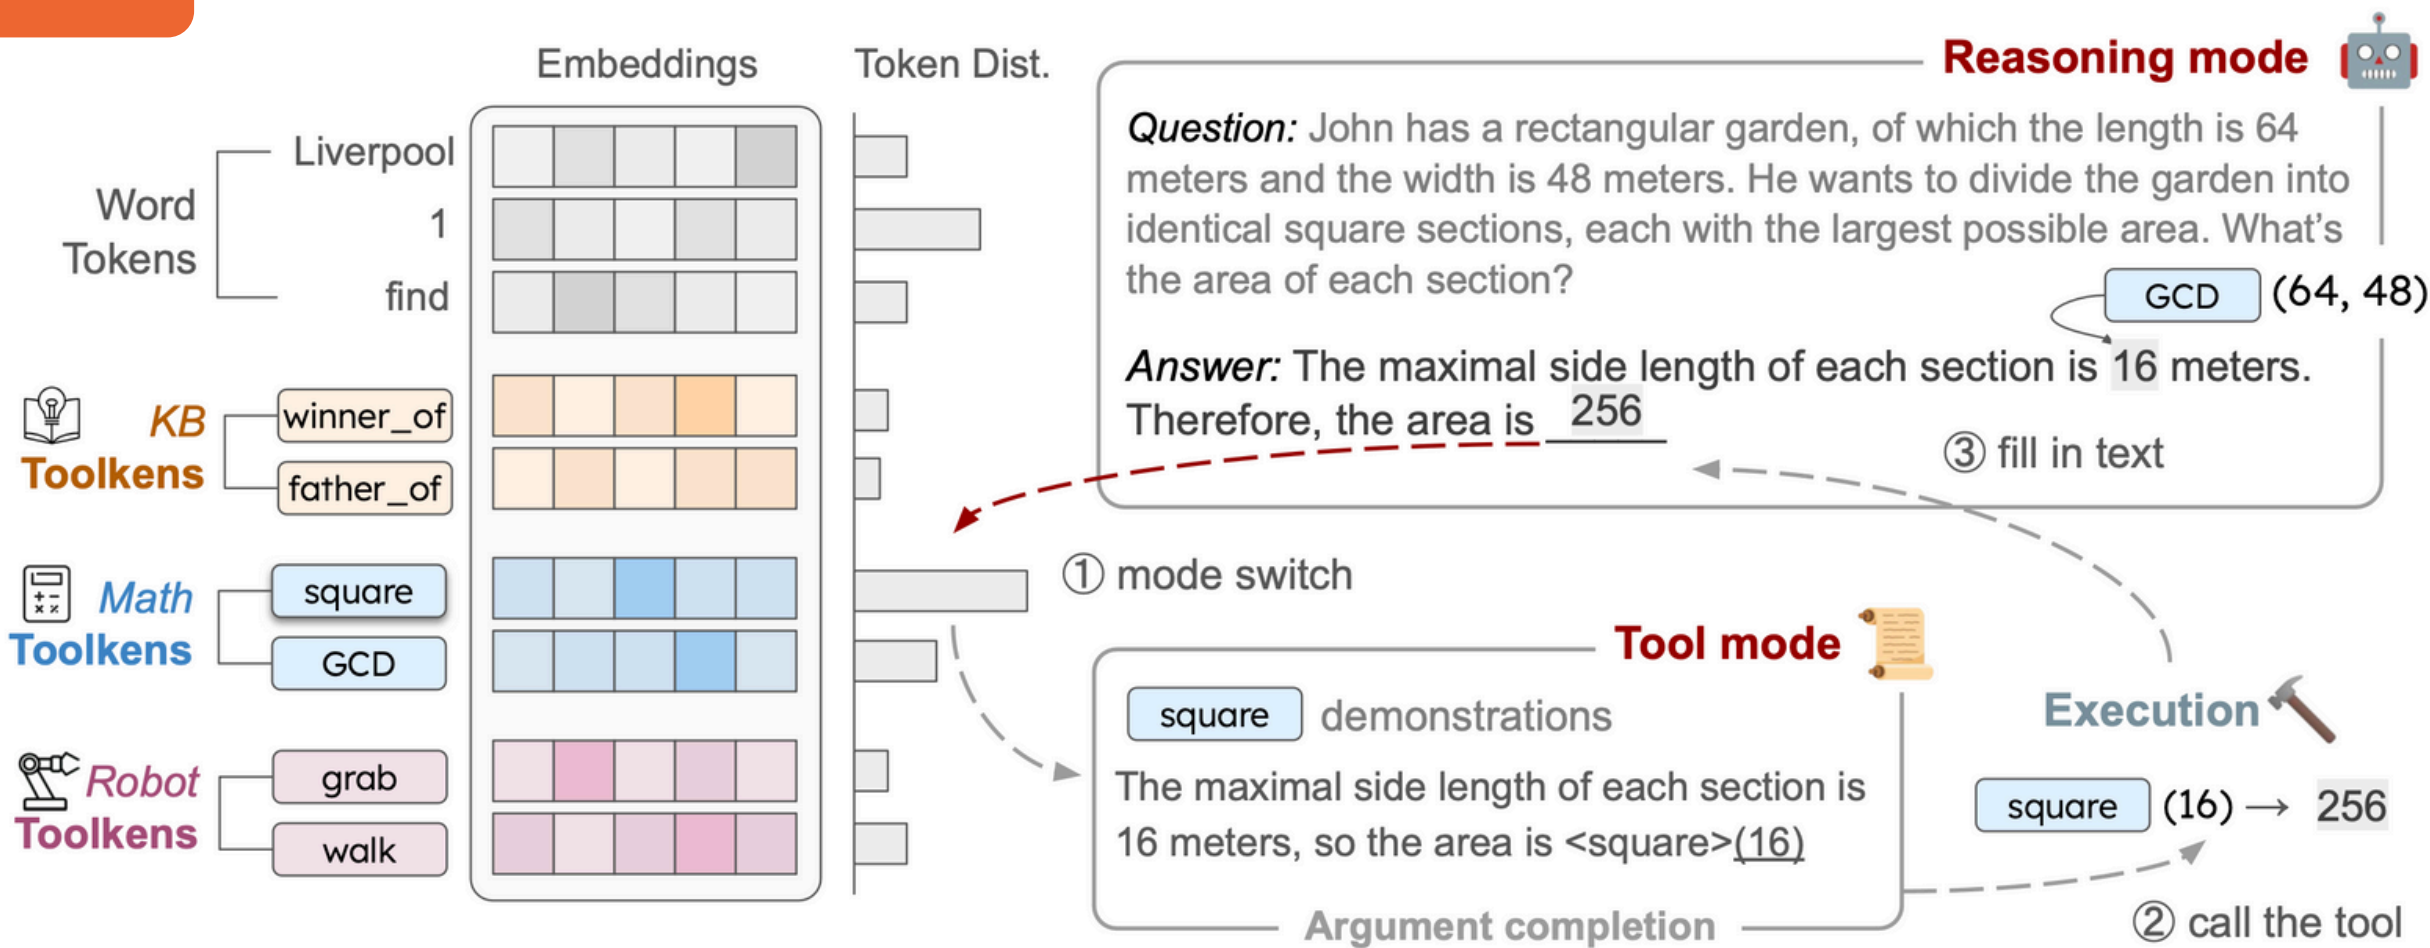 Embeddings
Token Dist.
Word
Tokens
Liverpool
1
find
KB
Toolkens
winner_of
father_of
Math
Toolkens
square
GCD
Robot
Toolkens
grab
walk
Reasoning mode
Question: John has a rectangular garden, of which the length is 64
meters and the width is 48 meters. He wants to divide the garden into
identical square sections, each with the largest possible area. What’s
the area of each section?
GCD (64, 48)
Answer: The maximal side length of each section is 16 meters.
Therefore, the area is 256
③ fill in text
① mode switch
Tool mode
square demonstrations
The maximal side length of each section is
16 meters, so the area is <square>(16)
Argument completion
Execution
square (16) → 256
② call the tool